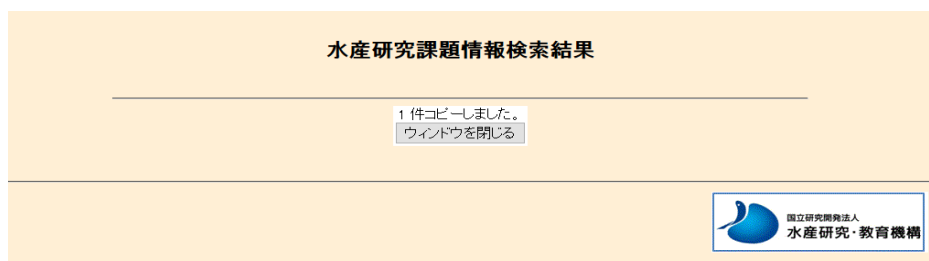 水産研究課題情報検索結果
1 件コピーしました。
ウィンドウを閉じる
国立研究開発法人
水産研究・教育機構